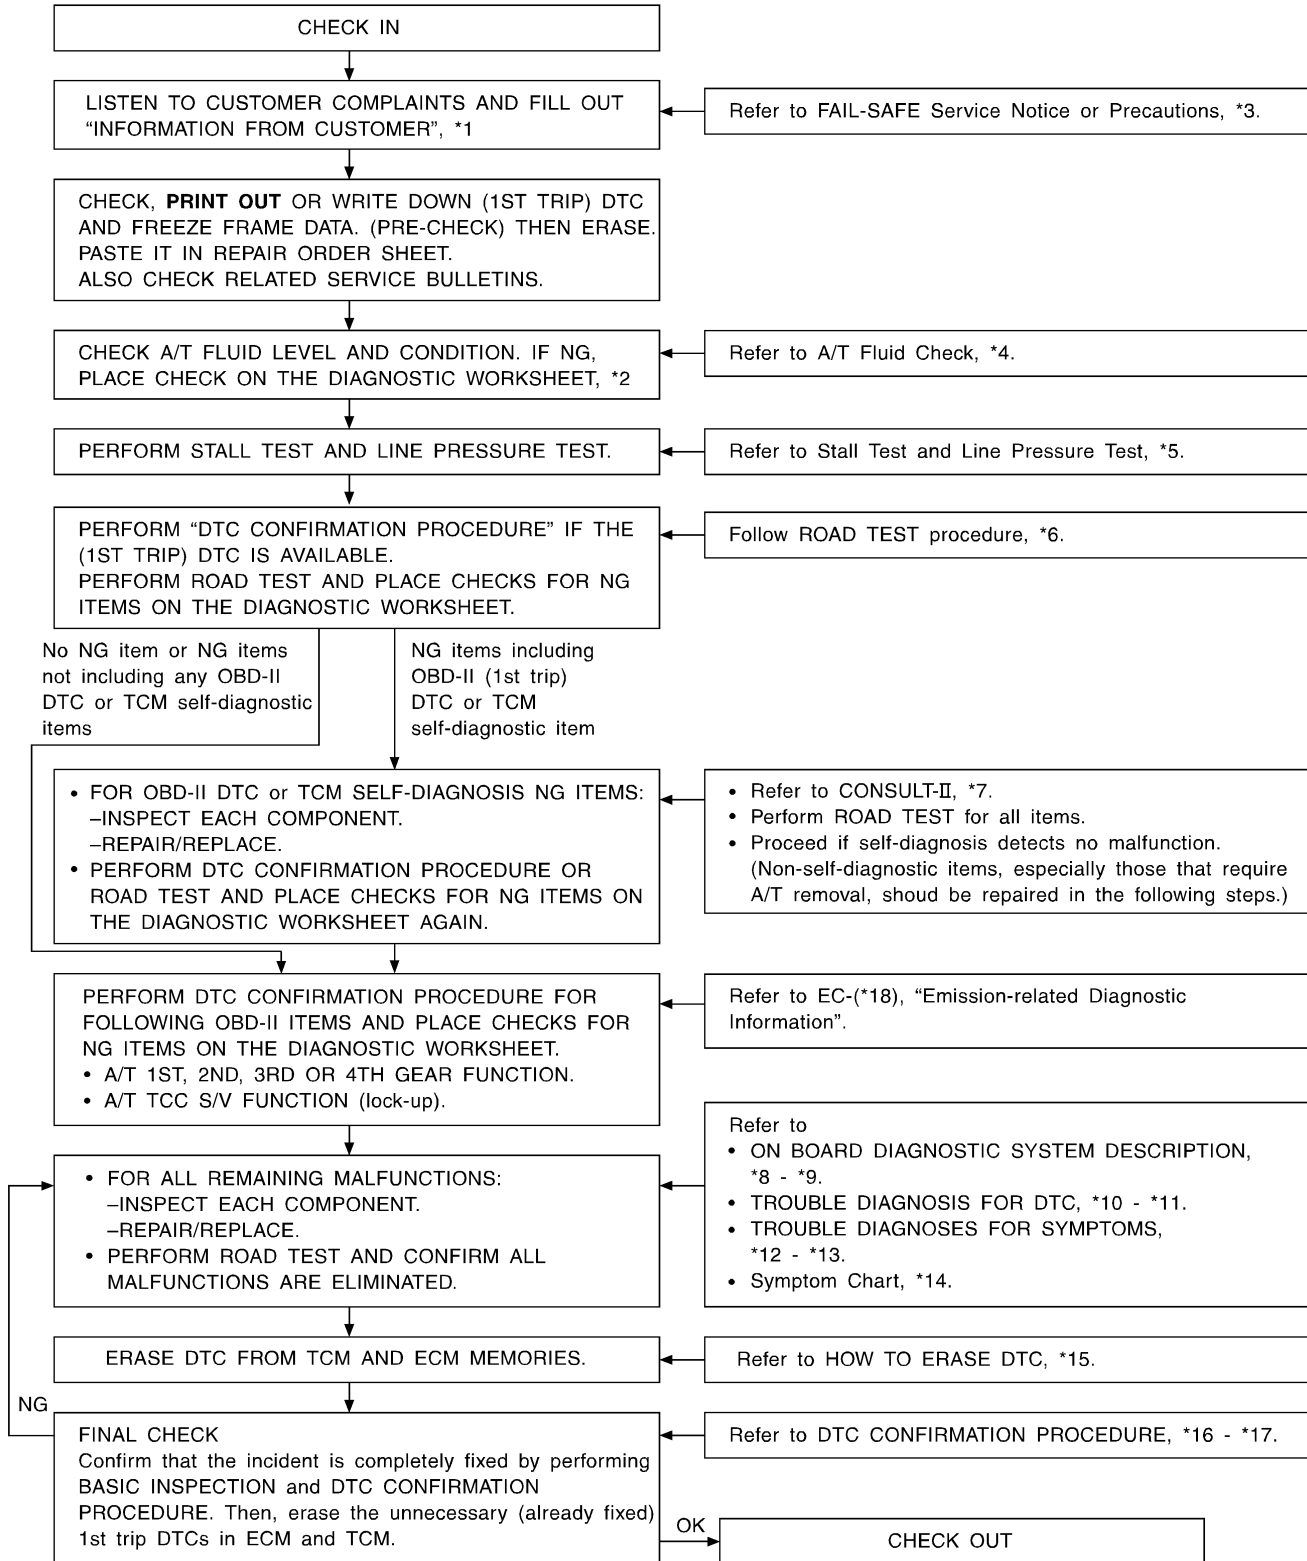 CHECK IN
LISTEN TO CUSTOMER COMPLAINTS AND FILL OUT
“INFORMATION FROM CUSTOMER”, *1
Refer to FAIL-SAFE Service Notice or Precautions, *3.
CHECK, PRINT OUT OR WRITE DOWN (1ST TRIP) DTC
AND FREEZE FRAME DATA. (PRE-CHECK) THEN ERASE.
PASTE IT IN REPAIR ORDER SHEET.
ALSO CHECK RELATED SERVICE BULLETINS.
CHECK A/T FLUID LEVEL AND CONDITION. IF NG,
PLACE CHECK ON THE DIAGNOSTIC WORKSHEET, *2
Refer to A/T Fluid Check, *4.
PERFORM STALL TEST AND LINE PRESSURE TEST.
Refer to Stall Test and Line Pressure Test, *5.
PERFORM “DTC CONFIRMATION PROCEDURE” IF THE
(1ST TRIP) DTC IS AVAILABLE.
PERFORM ROAD TEST AND PLACE CHECKS FOR NG
ITEMS ON THE DIAGNOSTIC WORKSHEET.
Follow ROAD TEST procedure, *6.
No NG item or NG items
not including any OBD-II
DTC or TCM self-diagnostic
items
NG items including
OBD-II (1st trip)
DTC or TCM
self-diagnostic item
• FOR OBD-II DTC or TCM SELF-DIAGNOSIS NG ITEMS:
–INSPECT EACH COMPONENT.
–REPAIR/REPLACE.
• PERFORM DTC CONFIRMATION PROCEDURE OR
ROAD TEST AND PLACE CHECKS FOR NG ITEMS ON
THE DIAGNOSTIC WORKSHEET AGAIN.
• Refer to CONSULT-II, *7.
• Perform ROAD TEST for all items.
• Proceed if self-diagnosis detects no malfunction.
(Non-self-diagnostic items, especially those that require
A/T removal, shoud be repaired in the following steps.)
PERFORM DTC CONFIRMATION PROCEDURE FOR
FOLLOWING OBD-II ITEMS AND PLACE CHECKS FOR
NG ITEMS ON THE DIAGNOSTIC WORKSHEET.
• A/T 1ST, 2ND, 3RD OR 4TH GEAR FUNCTION.
• A/T TCC S/V FUNCTION (lock-up).
Refer to EC-(*18), “Emission-related Diagnostic
Information”.
• FOR ALL REMAINING MALFUNCTIONS:
–INSPECT EACH COMPONENT.
–REPAIR/REPLACE.
• PERFORM ROAD TEST AND CONFIRM ALL
MALFUNCTIONS ARE ELIMINATED.
Refer to
• ON BOARD DIAGNOSTIC SYSTEM DESCRIPTION,
*8 - *9.
• TROUBLE DIAGNOSIS FOR DTC, *10 - *11.
• TROUBLE DIAGNOSES FOR SYMPTOMS,
*12 - *13.
• Symptom Chart, *14.
ERASE DTC FROM TCM AND ECM MEMORIES.
Refer to HOW TO ERASE DTC, *15.
NG
FINAL CHECK
Confirm that the incident is completely fixed by performing
BASIC INSPECTION and DTC CONFIRMATION
PROCEDURE. Then, erase the unnecessary (already fixed)
1st trip DTCs in ECM and TCM.
Refer to DTC CONFIRMATION PROCEDURE, *16 - *17.
OK
CHECK OUT